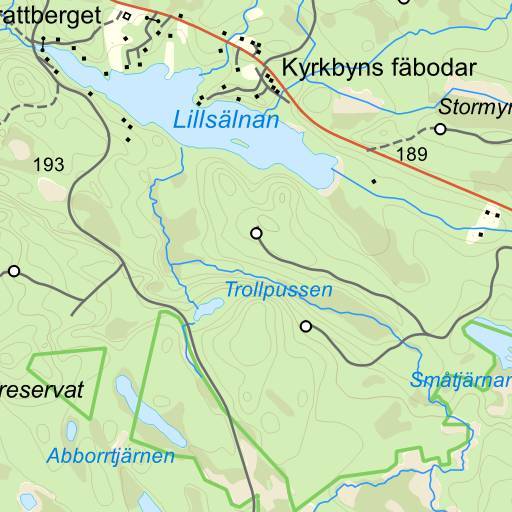 rattberget
Kyrkbyns fäbodar
Stormyr
Lillsälnan
193
189
Trollpussen
Småtjärnar
reservat
Abborrtjärnen